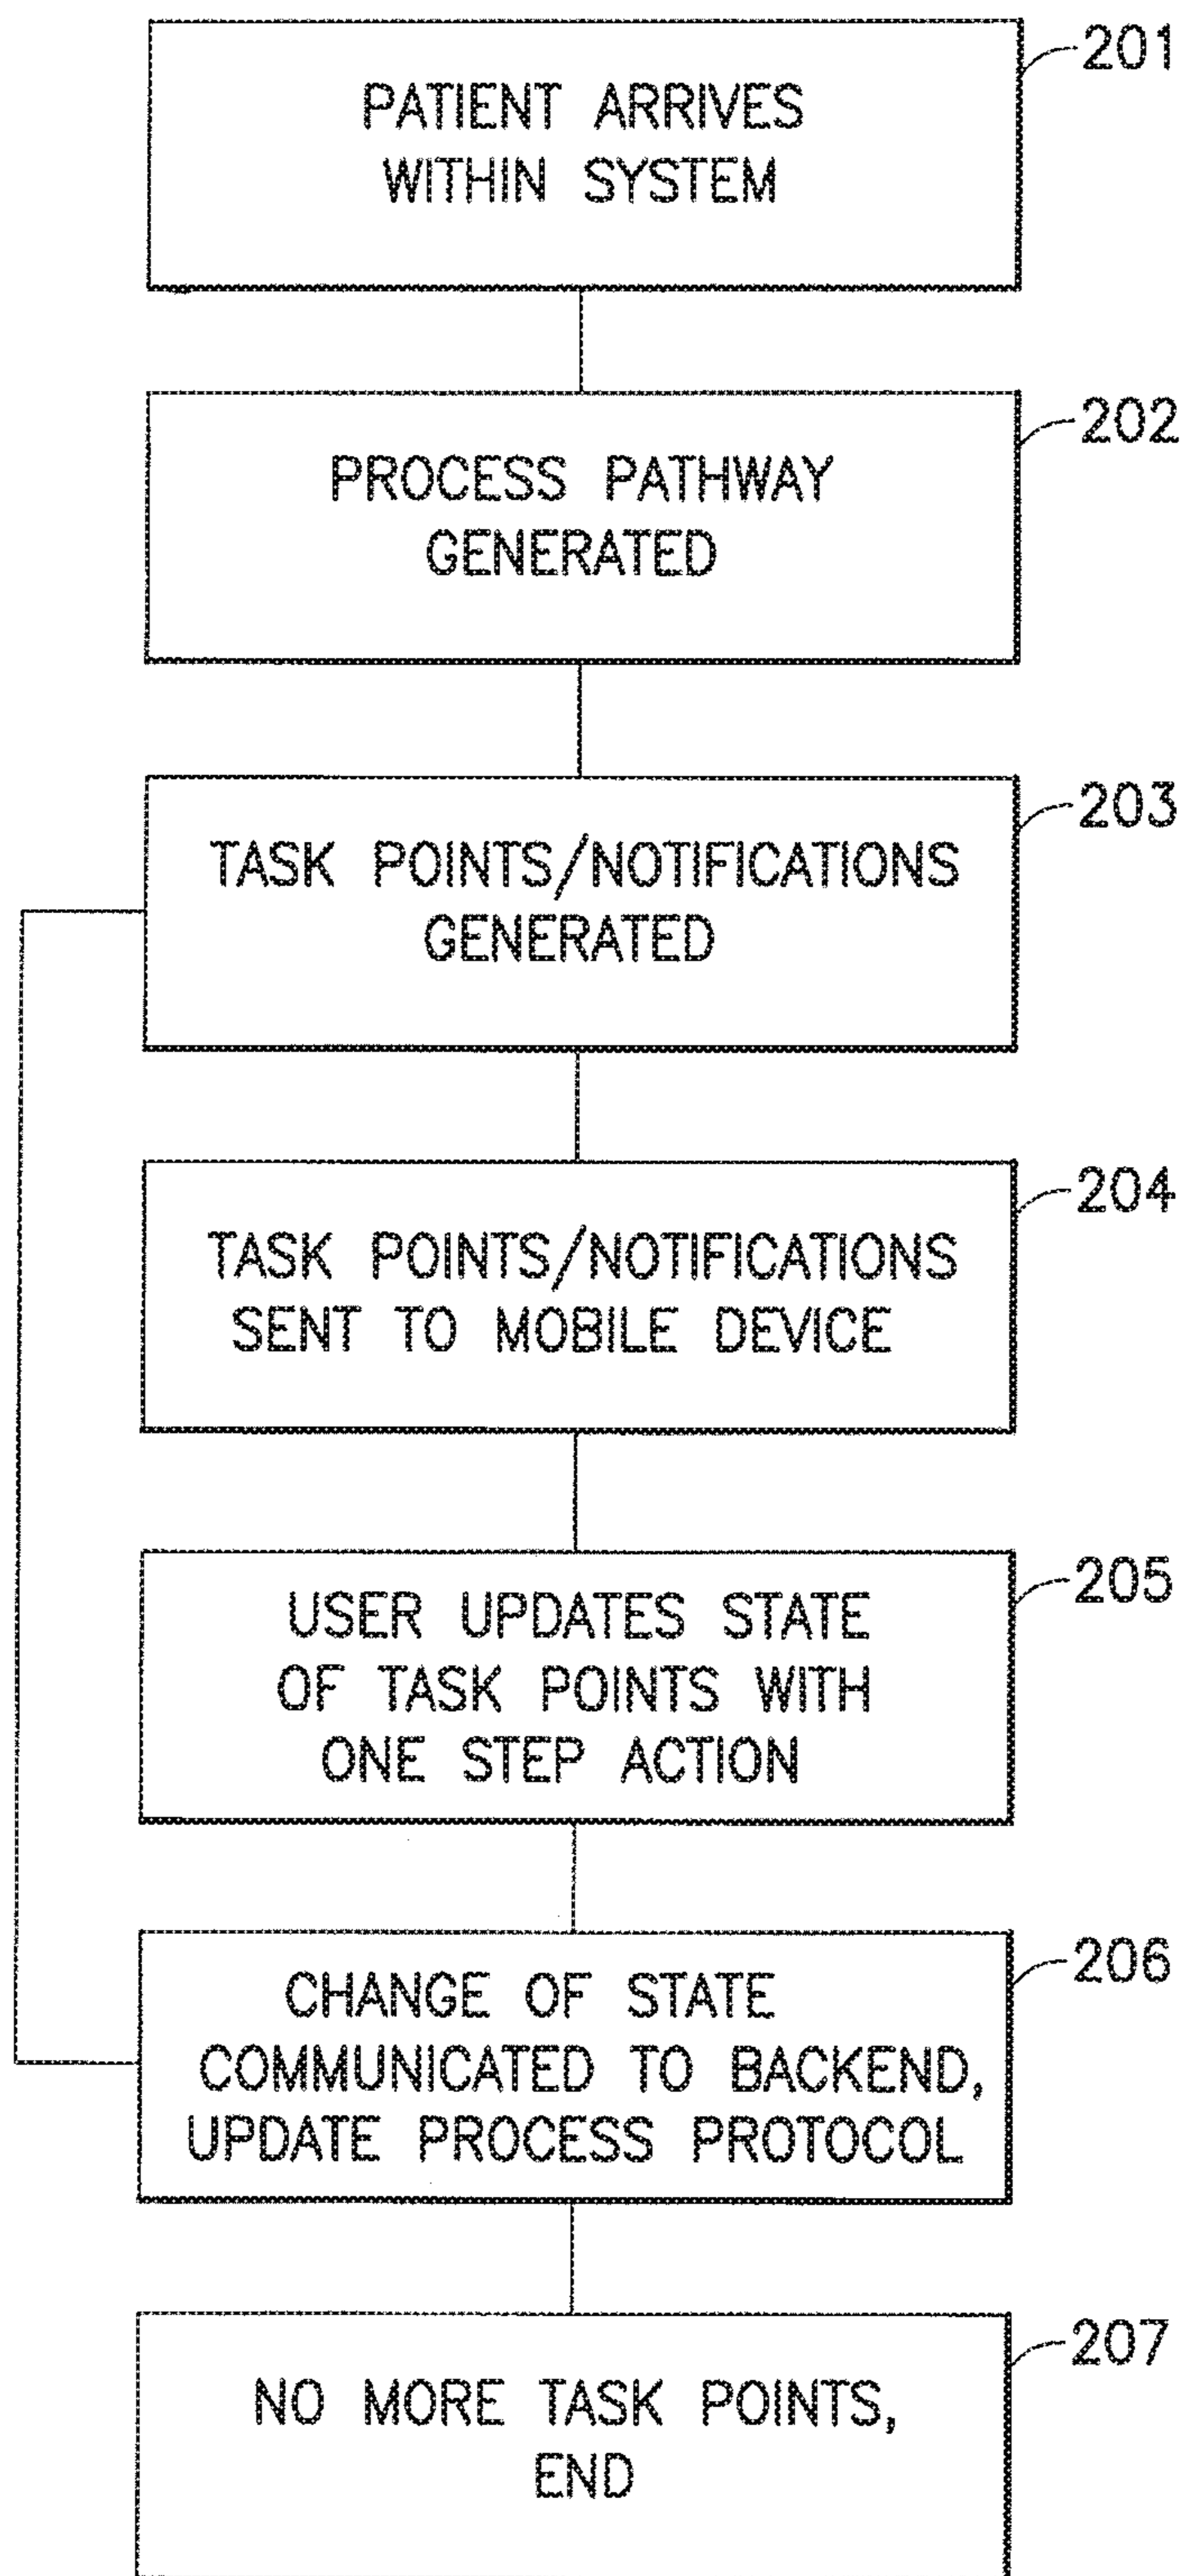 201
PATIENT ARRIVES
WITHIN SYSTEM
202
PROCESS PATHWAY
GENERATED
203
TASK POINTS/NOTIFICATIONS
GENERATED
204
TASK POINTS/NOTIFICATIONS
SENT TO MOBILE DEVICE
205
USER UPDATES STATE
OF TASK POINTS WITH
ONE STEP ACTION
206
CHANGE OF STATE
COMMUNICATED TO BACKEND,
UPDATE PROCESS PROTOCOL
207
NO MORE TASK POINTS,
END